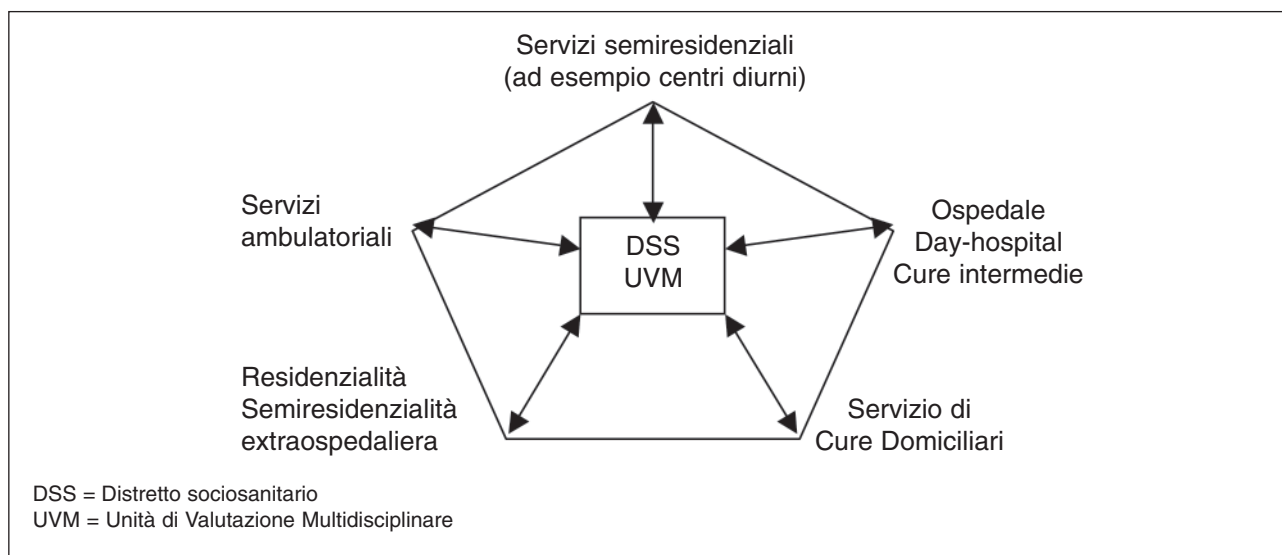 Servizi semiresidenziali
(ad esempio centri diurni)
Servizi
ambulatoriali
DSS
UVM
Ospedale
Day-hospital
Cure intermedie
Residenzialità
Semiresidenzialità
extraospedaliera
Servizio di
Cure Domiciliari
DSS = Distretto sociosanitario
UVM = Unità di Valutazione Multidisciplinare